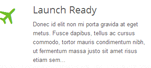 Launch Ready
Donec id elit non mi porta gravida at eget
metus. Fusce dapibus, tellus ac cursus
commodo, tortor mauris condimentum nibh,
ut fermentum massa justo sit amet risus
etiam sem...